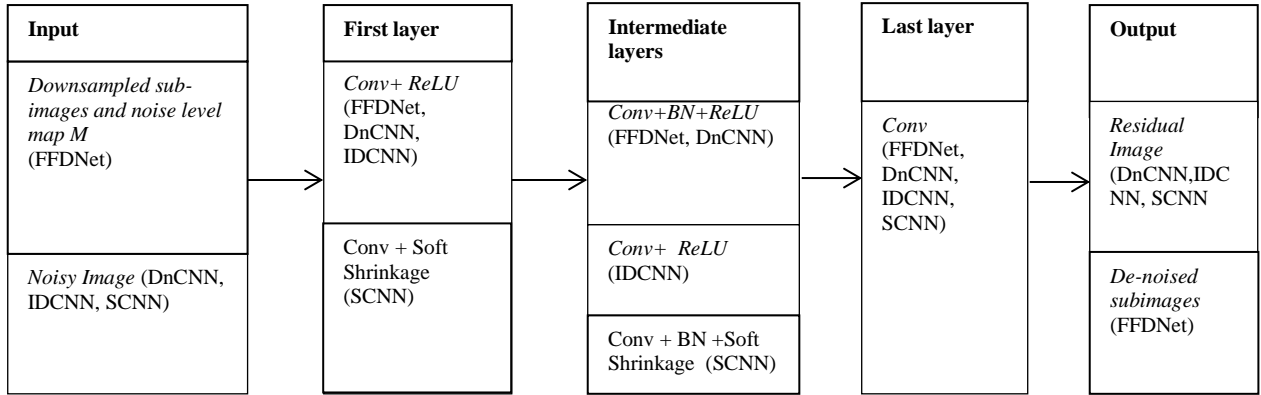 Input
Downsampled sub-
images and noise level
map M
(FFDNet)
Noisy Image (DnCNN,
IDCNN, SCNN)
First layer
Conv+ ReLU
(FFDNet,
DnCNN,
IDCNN)
Conv + Soft
Shrinkage
(SCNN)
Intermediate
layers
Conv+BN+ReLU
(FFDNet, DnCNN)
Conv+ ReLU
(IDCNN)
Conv + BN +Soft
Shrinkage (SCNN)
Last layer
Conv
(FFDNet,
DnCNN,
IDCNN,
SCNN)
Output
Residual
Image
(DnCNN,IDC
NN, SCNN
De-noised
subimages
(FFDNet)